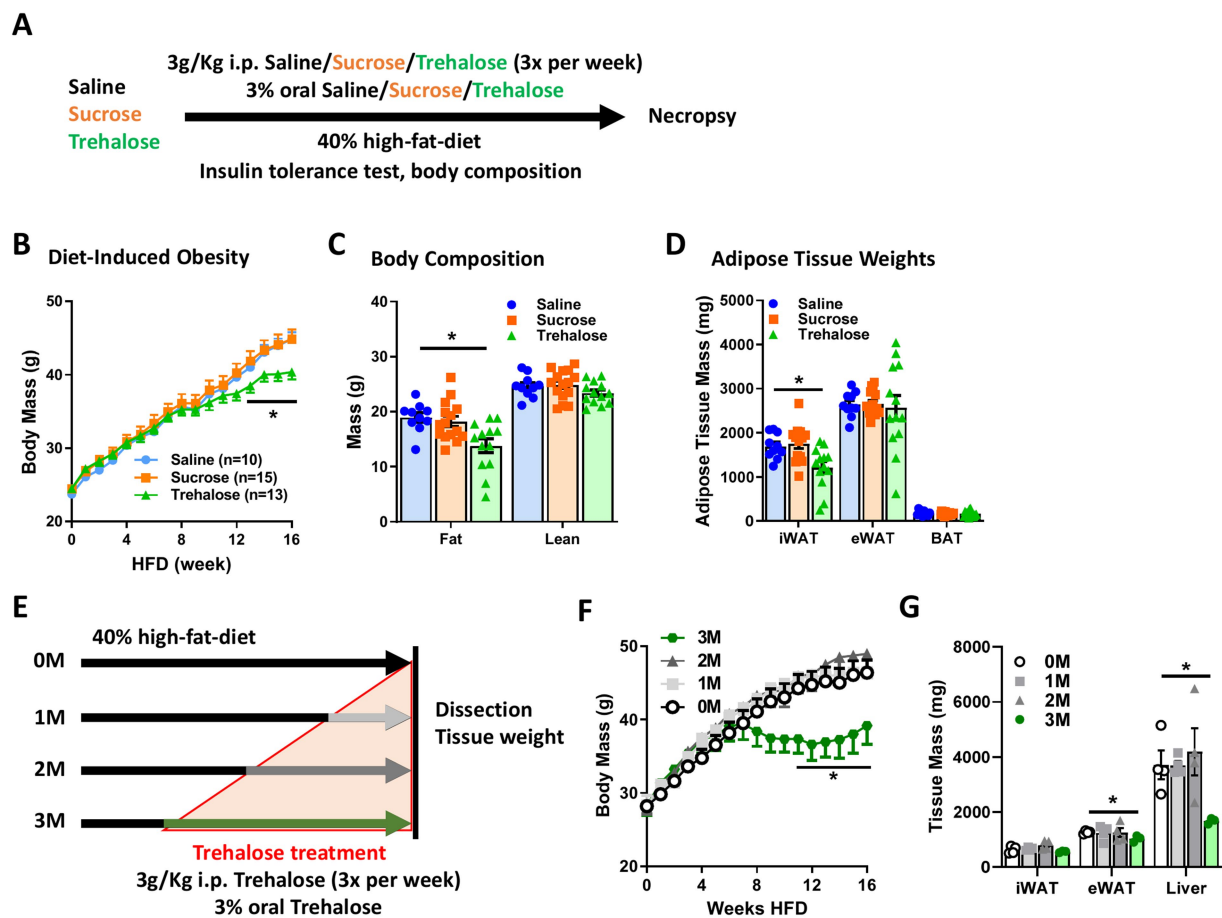 A
3g/Kg i.p. Saline/Sucrose/Trehalose (3x per week)
3% oral Saline/Sucrose/Trehalose
Saline
Sucrose
Trehalose
Necropsy
40% high-fat-diet
Insulin tolerance test, body composition
B
Diet-Induced Obesity
Body Mass (g)
50
40
30
20
Saline (n=10)
Sucrose (n=15)
Trehalose (n=13)
*
0
4
8
12
16
HFD (week)
C
Body Composition
Mass (g)
40
30
20
10
0
Saline
Sucrose
Trehalose
*
Fat
Lean
D
Adipose Tissue Weights
Adipose Tissue Mass (mg)
5000
4000
3000
2000
1000
0
Saline
Sucrose
Trehalose
*
iWAT
eWAT
BAT
E
40% high-fat-diet
0M
1M
2M
3M
Dissection
Tissue weight
Trehalose treatment
3g/Kg i.p. Trehalose (3x per week)
3% oral Trehalose
F
Body Mass (g)
50
40
30
20
3M
2M
1M
0M
*
0
4
8
12
16
Weeks HFD
G
Tissue Mass (mg)
8000
6000
4000
2000
0
0M
1M
2M
3M
*
*
iWAT
eWAT
Liver